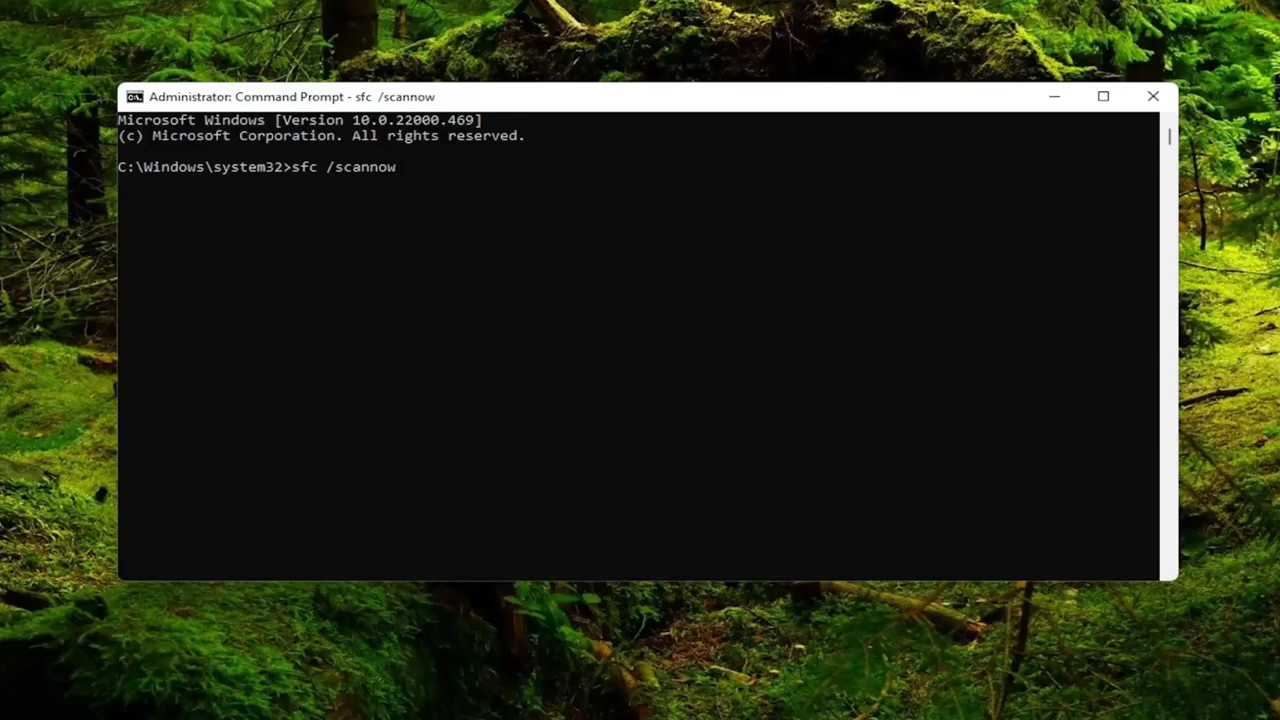 Administrator: Command Prompt - sfc  /scannow
Microsoft Windows [Version 10.0.22000.469]
(c) Microsoft Corporation. All rights reserved.
C:\Windows\system32>sfc /scannow